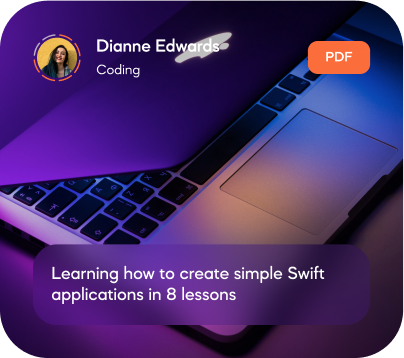 Dianne Edwards
PDF
Coding
Learning how to create simple Swift
applications in 8 lessons